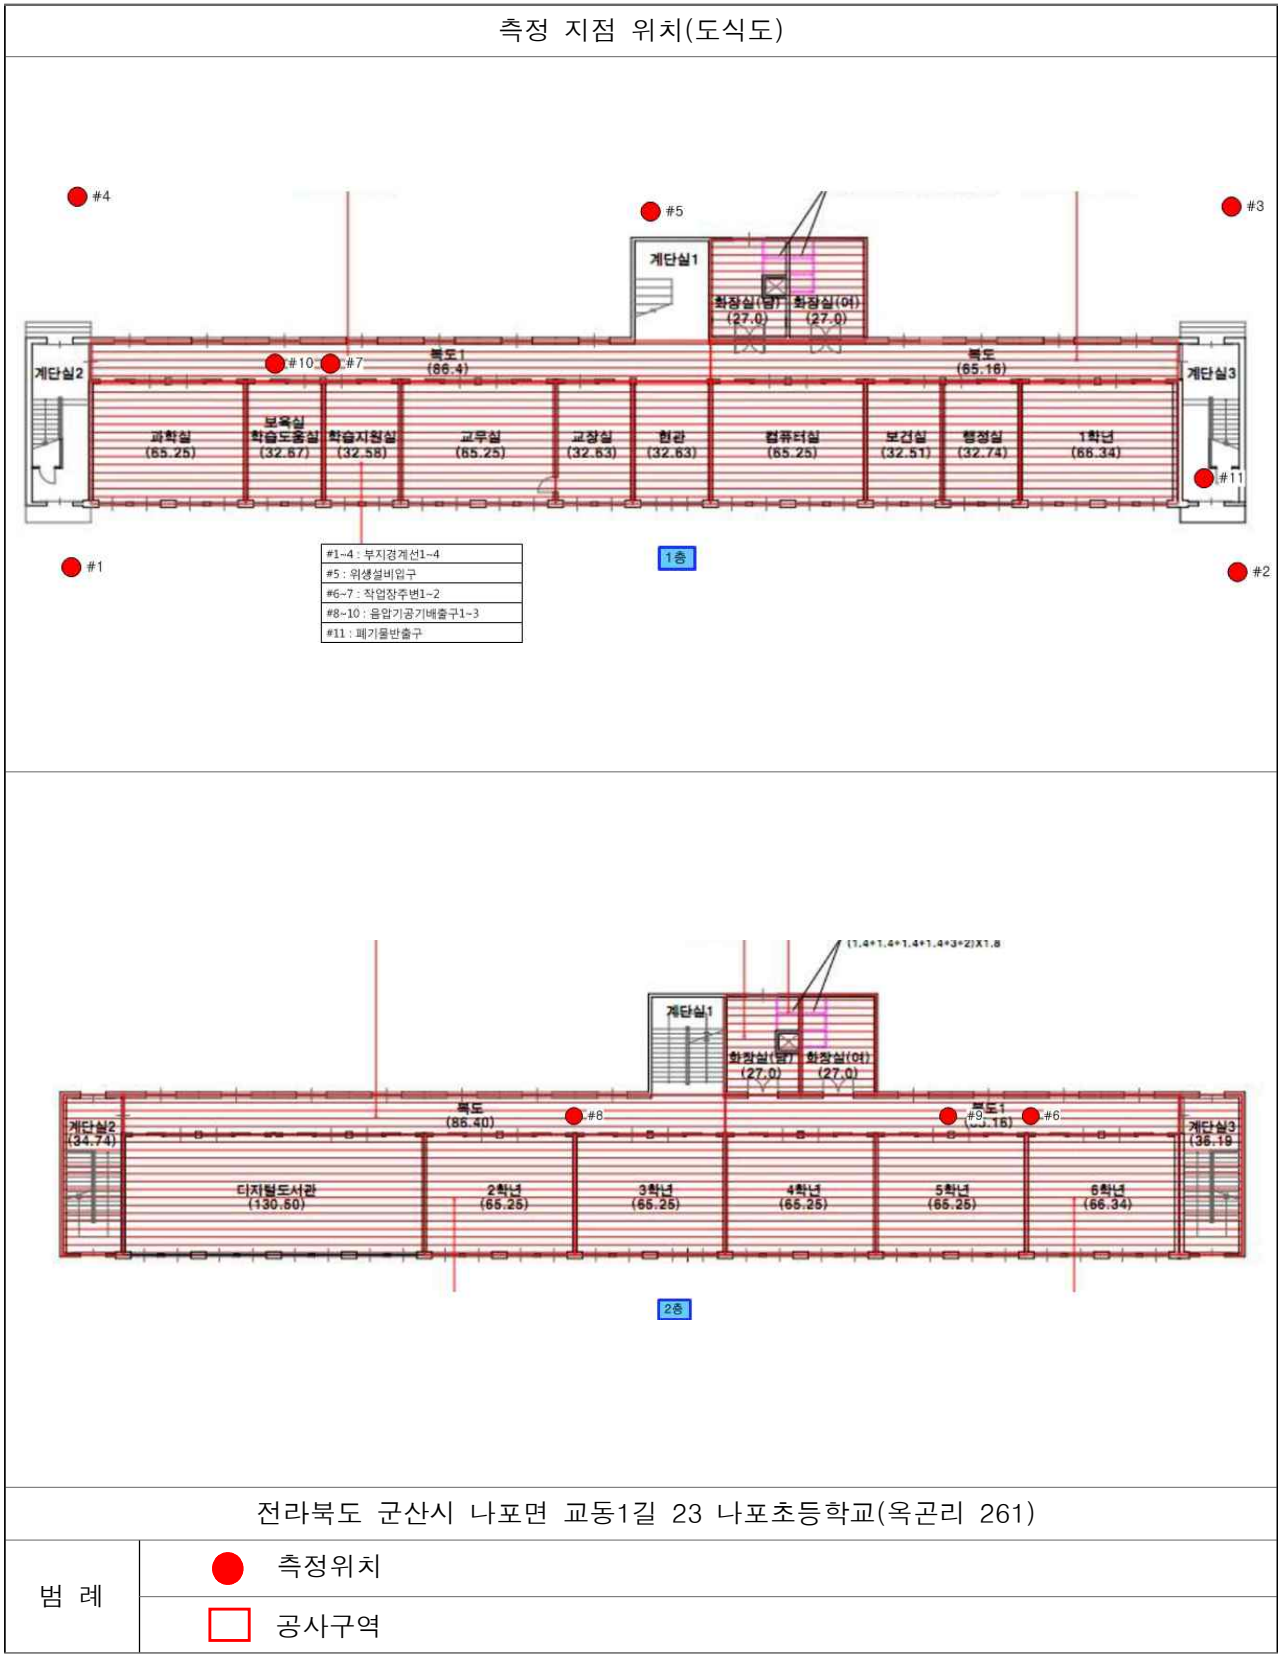 측정 지점 위치(도식도)
#4
#5
#3
계단실1
화장실(남) 화장실(여)
(27.0) (27.0)
계단실2
#10 #7
복도1
(86.4)
복도
(65.16)
계단실3
과학실
(65.25)
보육실
학습도움실
(32.67)
학습지원실
(32.58)
교무실
(65.25)
교장실
(32.63)
현관
(32.63)
컴퓨터실
(65.25)
보건실
(32.51)
행정실
(32.74)
1학년
(66.34)
#11
#1
#1~4 : 부지경계선1~4
#5 : 위생설비입구
#6~7 : 작업장주변1~2
#8~10 : 음압기공기배출구1~3
#11 : 폐기물반출구
1층
#2
(1.4+1.4+1.4+1.4+3+2)X1.8
계단실1
화장실(남) 화장실(여)
(27.0) (27.0)
계단실2
(34.74)
복도
(86.40)
#8
#9
복도1
#6
계단실3
(36.19
디지털도서관
(130.50)
2학년
(65.25)
3학년
(65.25)
4학년
(65.25)
5학년
(65.25)
6학년
(66.34)
2층
전라북도 군산시 나포면 교동1길 23 나포초등학교(옥곤리 261)
범 례
측정위치
공사구역